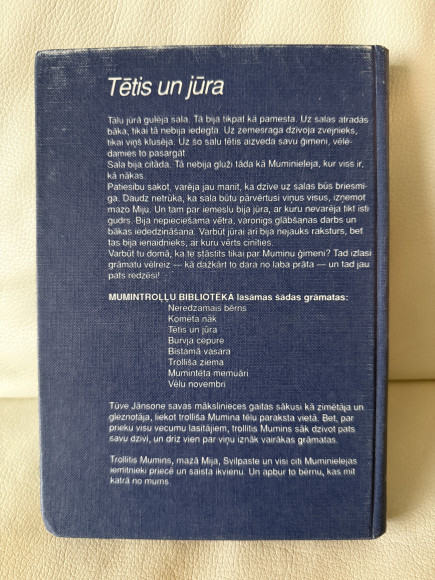 Tētis un jūra
Tālu jūrā gulēja sala. Tā bija tikpat kā pamesta. Uz salas atradās
bāka, tikai tā nebija iedegta. Uz zemesraga dzīvoja zvejnieks,
tikai viņš klusēja. Uz šo salu tētis aizveda savu ģimeni, vēlē-
damies to pasargāt.
Sala bija citāda. Tā nebija gluži tāda kā Muminieleja, kur viss ir,
kā nākas.
Patiesību sakot, varēja jau manīt, ka dzīve uz salas būs briesmī-
ga. Daudz netrūka, ka sala būtu pārvērtusi viņus visus, izņemot
mazo Miju. Un tam par iemeslu bija jūra, ar kuru nevarēja tikt īsti
gudrs. Bija nepieciešama vētra, varonīgs glābšanas darbs un
bākas iededzināšana. Varbūt jūra arī bija nejauks raksturs, bet
tas bija ienaidnieks, ar kuru vērts cīnīties.
Varbūt tu domā, ka te stāstīts tikai par Muminu ģimeni? Tad izlasi
grāmatu vēlreiz — kā dažkārt to dara no laba prāta — un tad jau
pats redzēsi!
MUMINTROĻĻU BIBLIOTĒKĀ lasāmas šādas grāmatas:
Neredzamais bērns
Komēta nāk
Tētis un jūra
Burvja cepure
Bīstamā vasara
Trollīša ziema
Mumintēta memuāri
Vēlu novembrī
Tūve Jānsone savas mākslinieces gaitas sākusi kā zīmētāja un
gleznotāja, liekot trollīša Mumina tēlu paraksta vietā. Bet, par
prieku visu vecumu lasītājiem, trollītis Mumins sāk dzīvot pats
savu dzīvi, un drīz vien par viņu iznāk vairākas grāmatas.
Trollītis Mumins, mazā Mija, Svilpaste un visi citi Muminielejas
iemītnieki priecē un saista ikvienu. Un apbur to bērnu, kas mīt
katrā no mums.